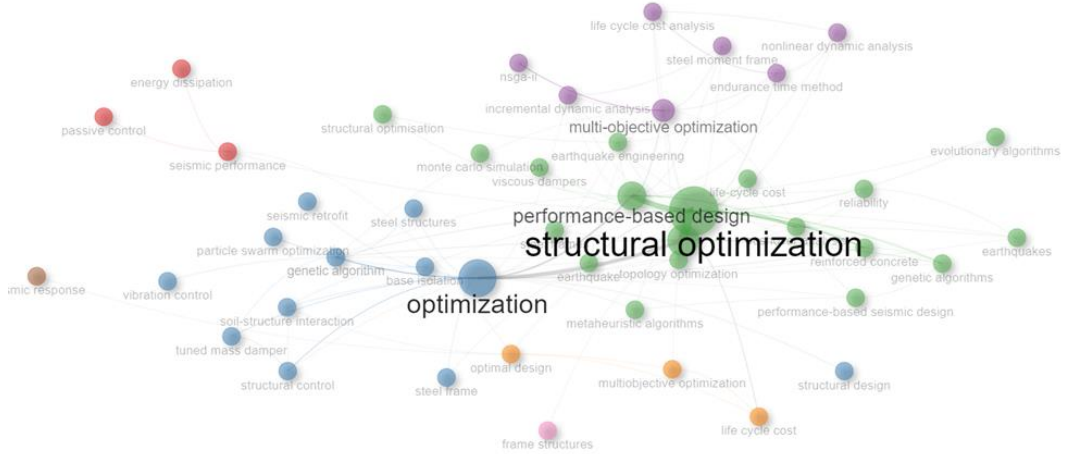 life cycle cost analysis
nonlinear dynamic analysis
steel moment frame
nsga-ii
energy dissipation
endurance time method
incremental dynamic analysis
multi-objective optimization
passive control
structural optimisation
earthquake engineering
evolutionary algorithms
seismic performance
monte carlo simulation
viscous dampers
life-cycle cost
reliability
seismic retrofit
steel structures
performance-based design
structural optimization
particle swarm optimization
earthquakes
genetic algorithm
base isolation
earthquake
topology optimization
reinforced concrete
genetic algorithms
mic response
vibration control
optimization
soil-structure interaction
metaheuristic algorithms
performance-based seismic design
tuned mass damper
optimal design
structural control
steel frame
multiobjective optimization
structural design
life cycle cost
frame structures